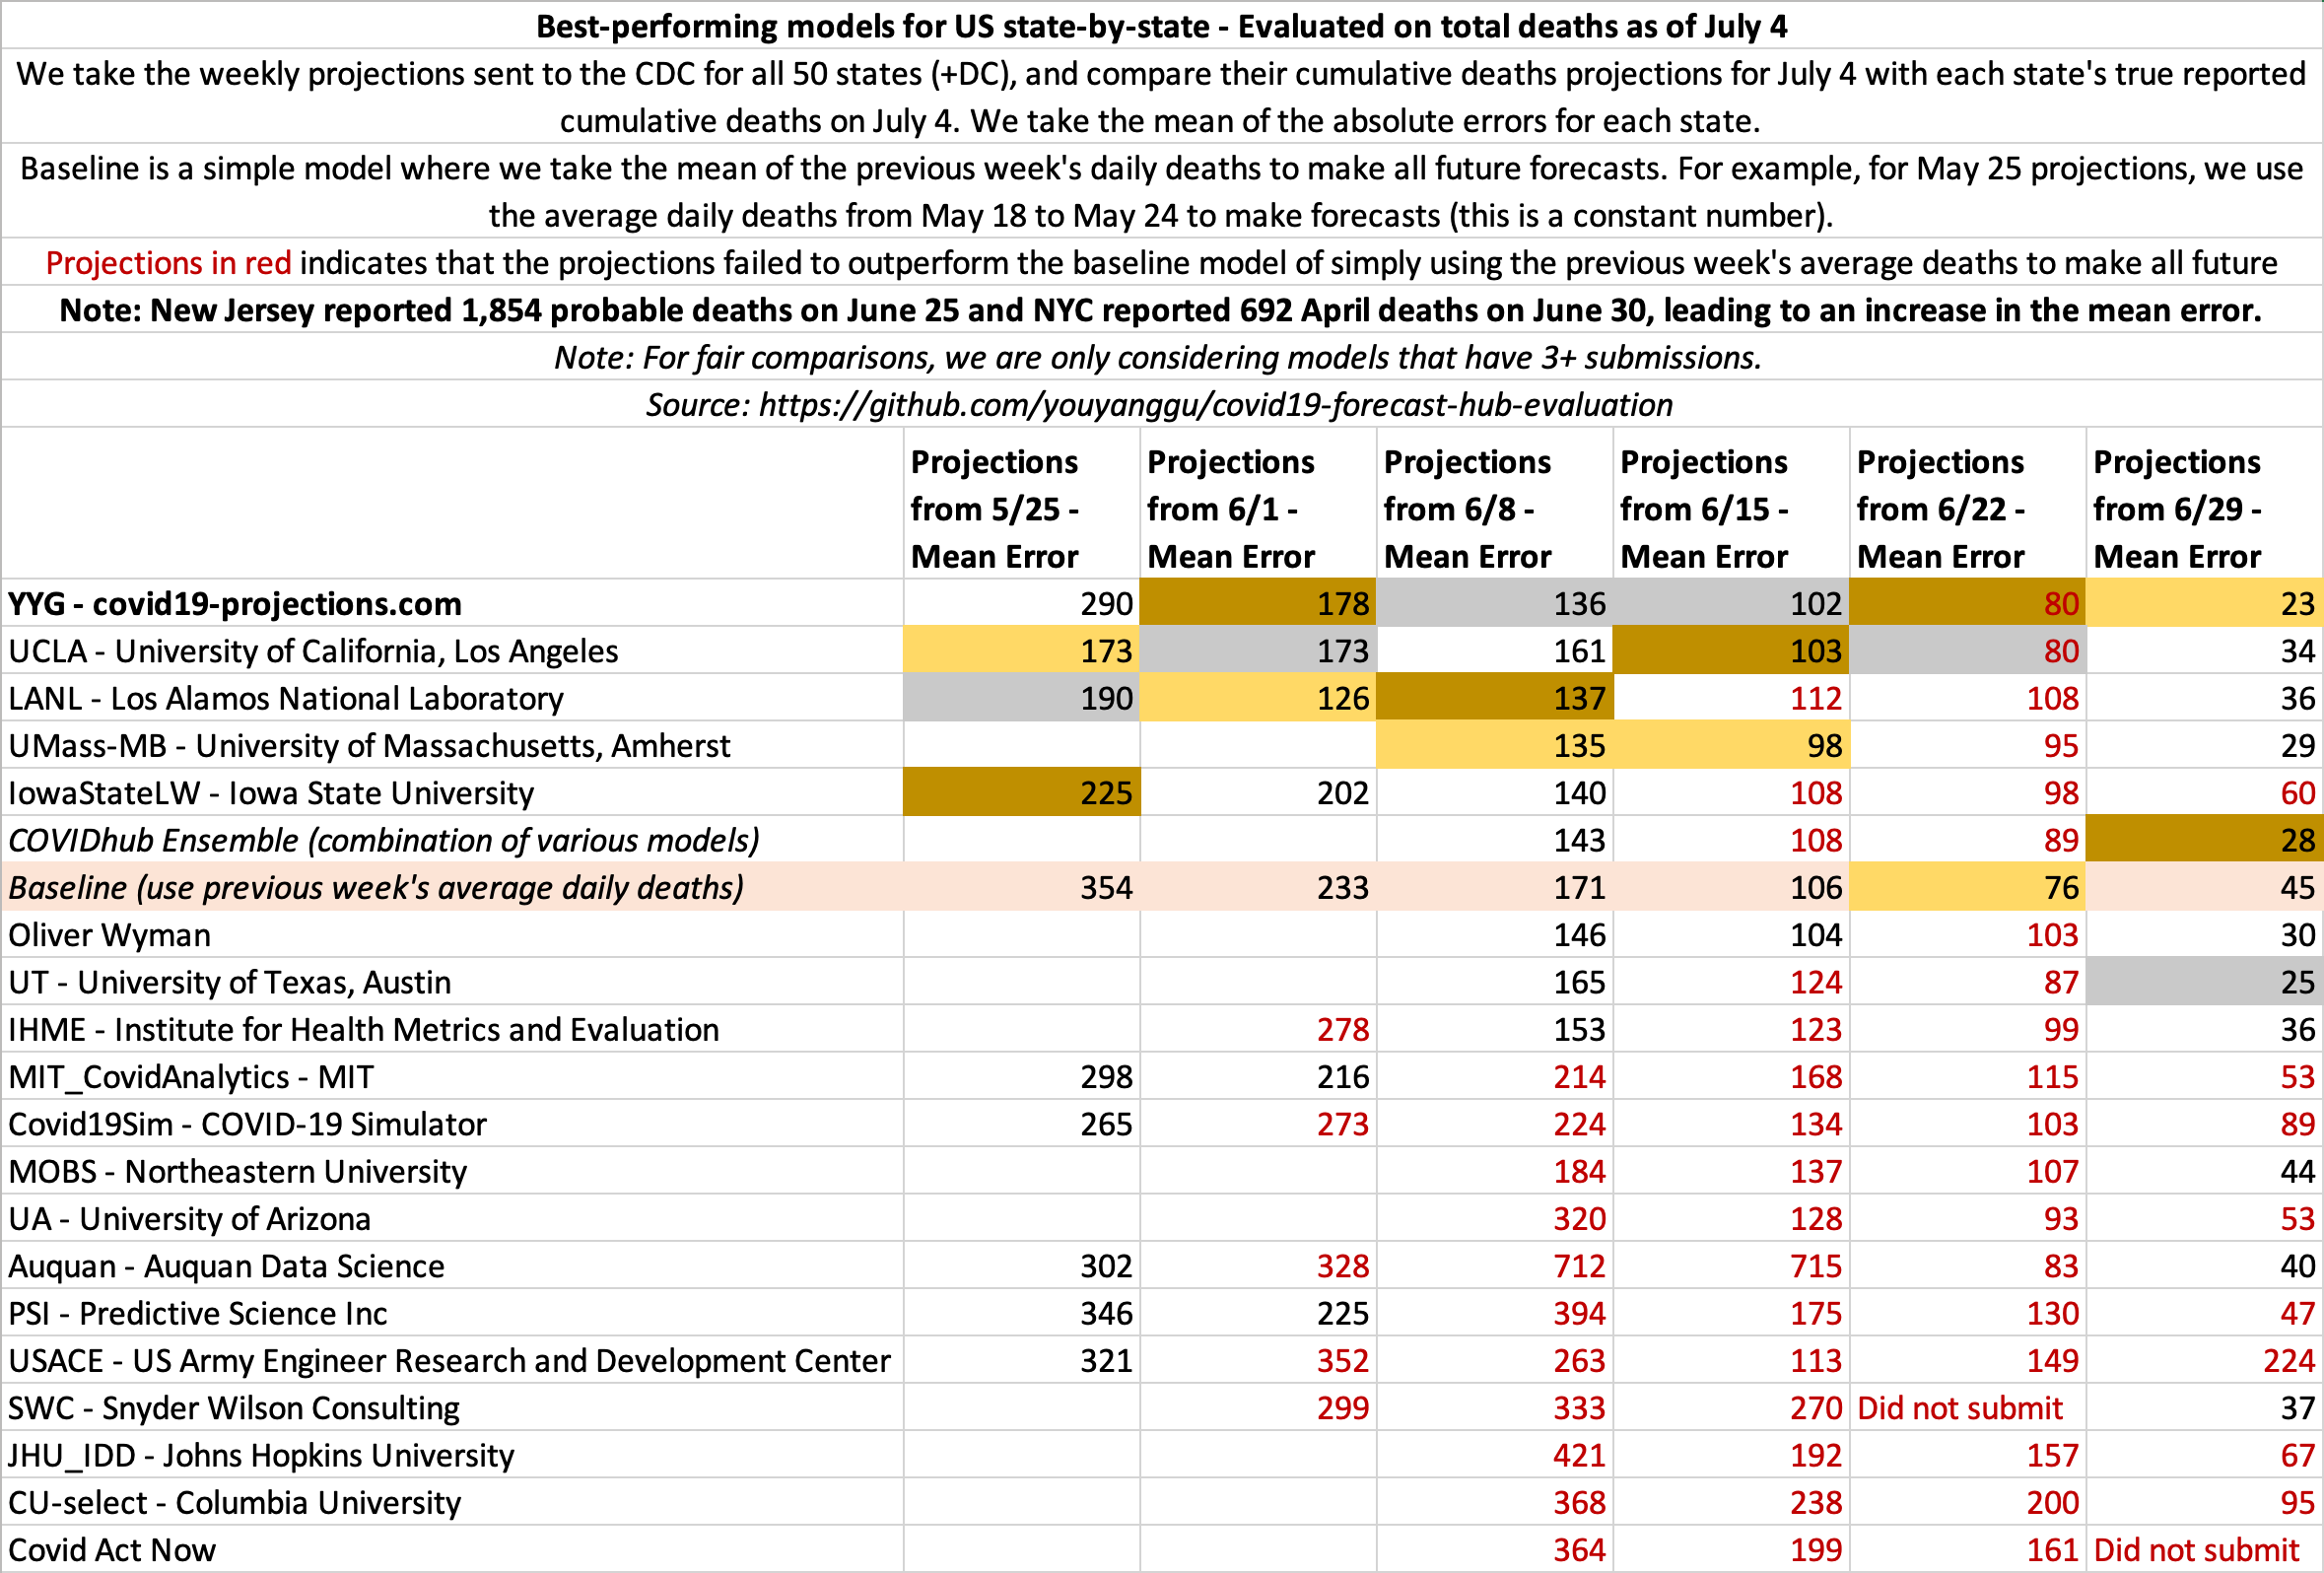 Best-performing models for US state-by-state - Evaluated on total deaths as of July 4
We take the weekly projections sent to the CDC for all 50 states (+DC), and compare their cumulative deaths projections for July 4 with each state's true reported
cumulative deaths on July 4. We take the mean of the absolute errors for each state.
Baseline is a simple model where we take the mean of the previous week's daily deaths to make all future forecasts. For example, for May 25 projections, we use
the average daily deaths from May 18 to May 24 to make forecasts (this is a constant number).
Projections in red indicates that the projections failed to outperform the baseline model of simply using the previous week's average deaths to make all future
Note: New Jersey reported 1,854 probable deaths on June 25 and NYC reported 692 April deaths on June 30, leading to an increase in the mean error.
Note: For fair comparisons, we are only considering models that have 3+ submissions.
Source: https://github.com/youyanggu/covid19-forecast-hub-evaluation
Projections Projections Projections Projections Projections Projections
from 5/25 - from 6/1 - from 6/8 - from 6/15 - from 6/22 - from 6/29 -
Mean Error Mean Error Mean Error Mean Error Mean Error Mean Error
YYG - covid19-projections.com 290 178 136 102 80 23
UCLA - University of California, Los Angeles 173 173 161 103 80 34
LANL - Los Alamos National Laboratory 190 126 137 112 108 36
UMass-MB - University of Massachusetts, Amherst 135 98 95 29
IowaStateLW - Iowa State University 225 202 140 108 98 60
COVIDhub Ensemble (combination of various models) 143 108 89 28
Baseline (use previous week's average daily deaths) 354 233 171 106 76 45
Oliver Wyman 146 104 103 30
UT - University of Texas, Austin 165 124 87 25
IHME - Institute for Health Metrics and Evaluation 278 153 123 99 36
MIT_CovidAnalytics - MIT 298 216 214 168 115 53
Covid19Sim - COVID-19 Simulator 265 273 224 134 103 89
MOBS - Northeastern University 184 137 107 44
UA - University of Arizona 320 128 93 53
Auquan - Auquan Data Science 302 328 712 715 83 40
PSI - Predictive Science Inc 346 225 394 175 130 47
USACE - US Army Engineer Research and Development Center 321 352 263 113 149 224
SWC - Snyder Wilson Consulting 299 333 270 Did not submit 37
JHU_IDD - Johns Hopkins University 421 192 157 67
CU-select - Columbia University 368 238 200 95
Covid Act Now 364 199 161 Did not submit